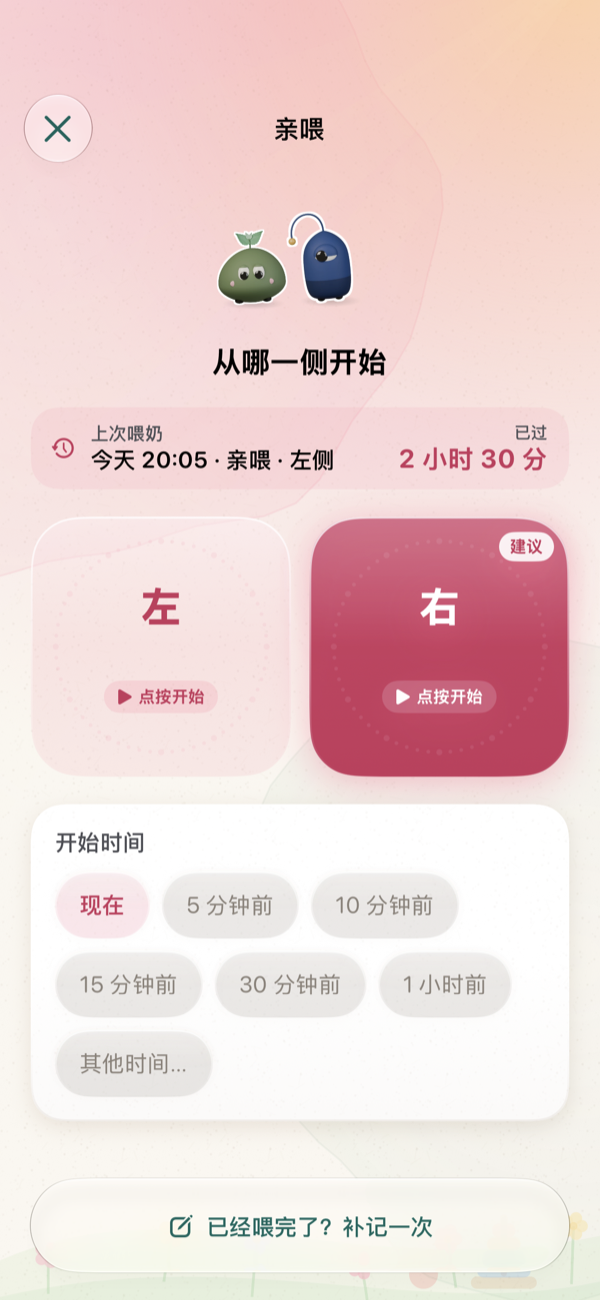 亲喂
从哪一侧开始
上次喂奶
已过
今天 20:05 · 亲喂 · 左侧
2 小时 30 分
建议
左
右
点按开始
点按开始
开始时间
现在
5 分钟前
10 分钟前
15 分钟前
30 分钟前
1 小时前
其他时间...
已经喂完了？补记一次